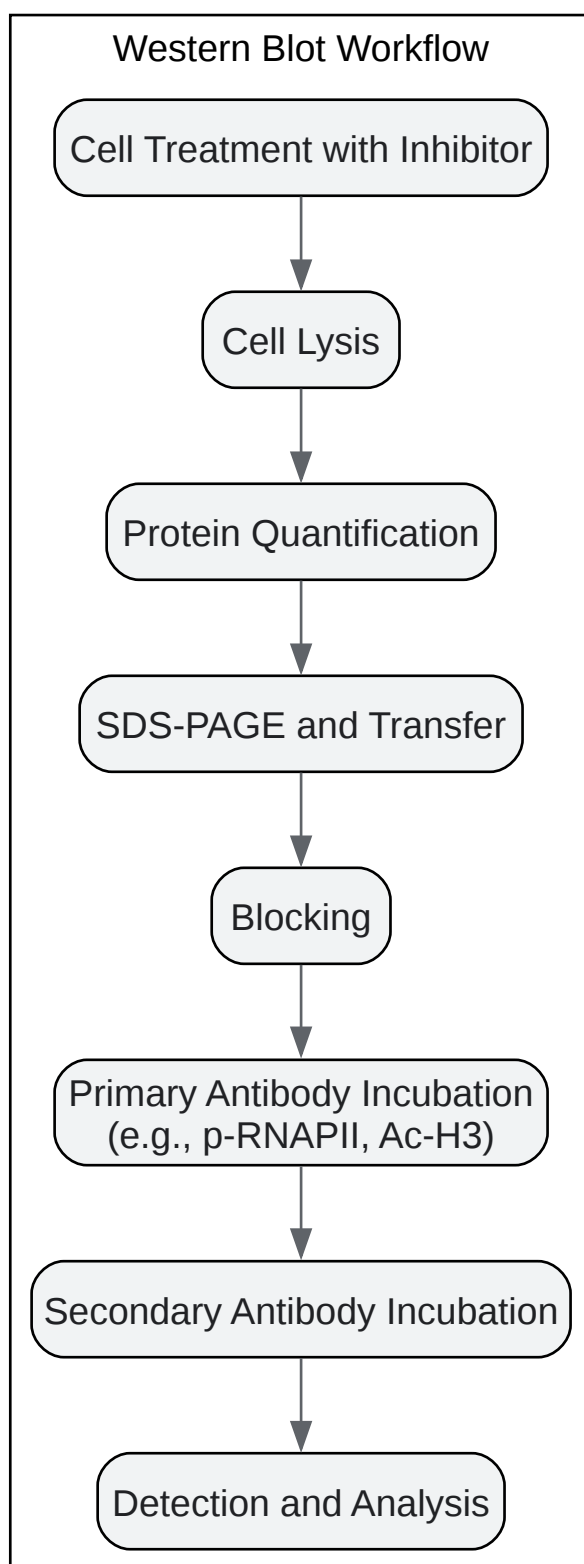 Western Blot Workflow
Cell Treatment with Inhibitor
Cell Lysis
Protein Quantification
SDS-PAGE and Transfer
Blocking
Primary Antibody Incubation
(e.g., p-RNAPII, Ac-H3)
Secondary Antibody Incubation
Detection and Analysis